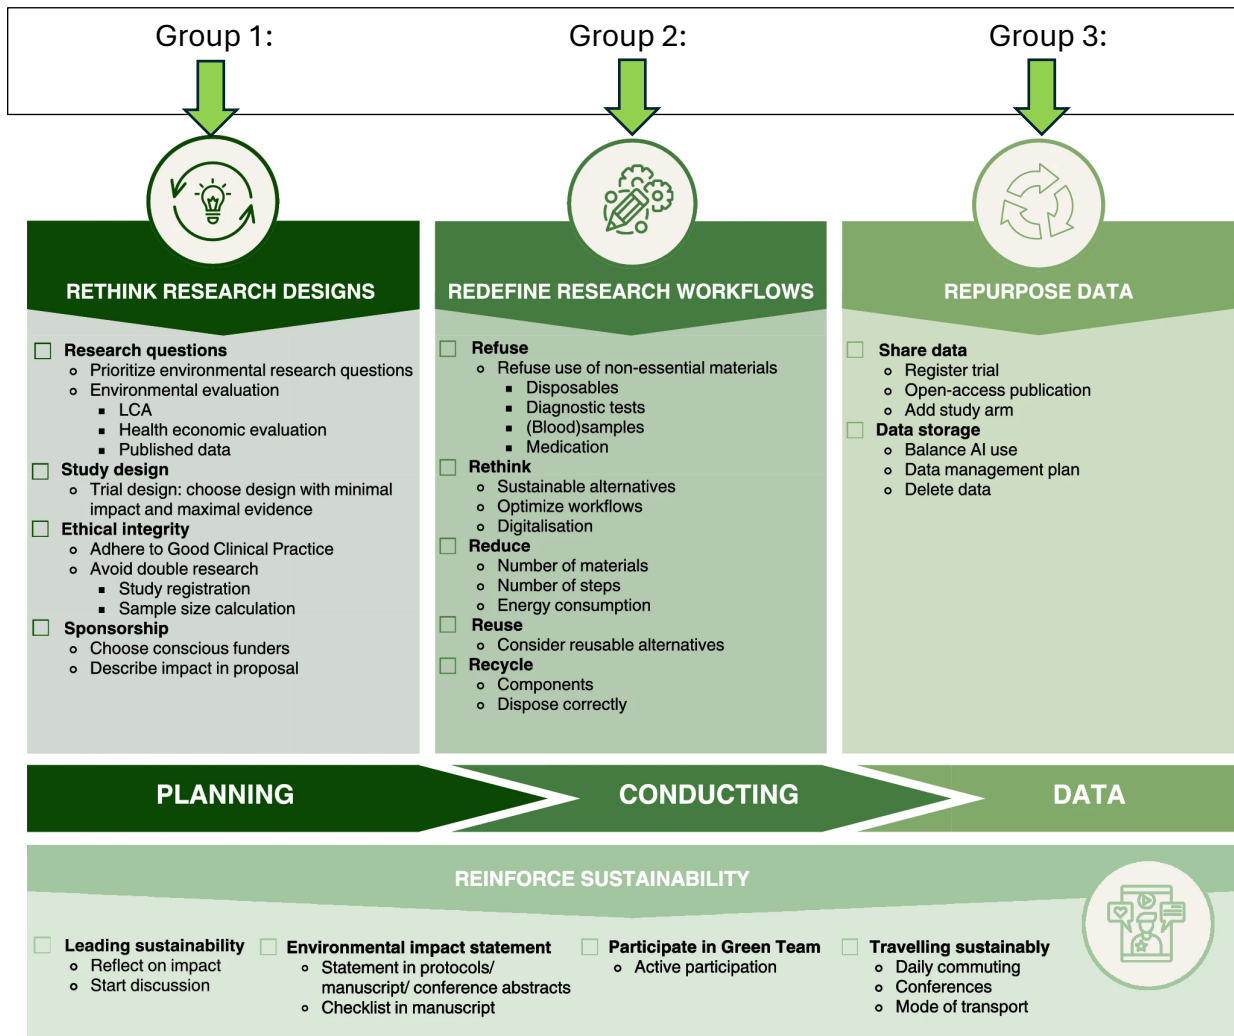 Group 1:
Group 2:
Group 3:
RETHINK RESEARCH DESIGNS
Research questions
Prioritize environmental research questions
Environmental evaluation
LCA
Health economic evaluation
Published data
Study design
Trial design: choose design with minimal
impact and maximal evidence
Ethical integrity
Adhere to Good Clinical Practice
Avoid double research
Study registration
Sample size calculation
Sponsorship
Choose conscious funders
Describe impact in proposal
REDEFINE RESEARCH WORKFLOWS
Refuse
Refuse use of non-essential materials
Disposables
Diagnostic tests
(Blood)samples
Medication
Rethink
Sustainable alternatives
Optimize workflows
Digitalisation
Reduce
Number of materials
Number of steps
Energy consumption
Reuse
Consider reusable alternatives
Recycle
Components
Dispose correctly
REPURPOSE DATA
Share data
Register trial
Open-access publication
Add study arm
Data storage
Balance AI use
Data management plan
Delete data
PLANNING
CONDUCTING
DATA
REINFORCE SUSTAINABILITY
Leading sustainability
Reflect on impact
Start discussion
Environmental impact statement
Statement in protocols/
manuscript/ conference abstracts
Checklist in manuscript
Participate in Green Team
Active participation
Travelling sustainably
Daily commuting
Conferences
Mode of transport